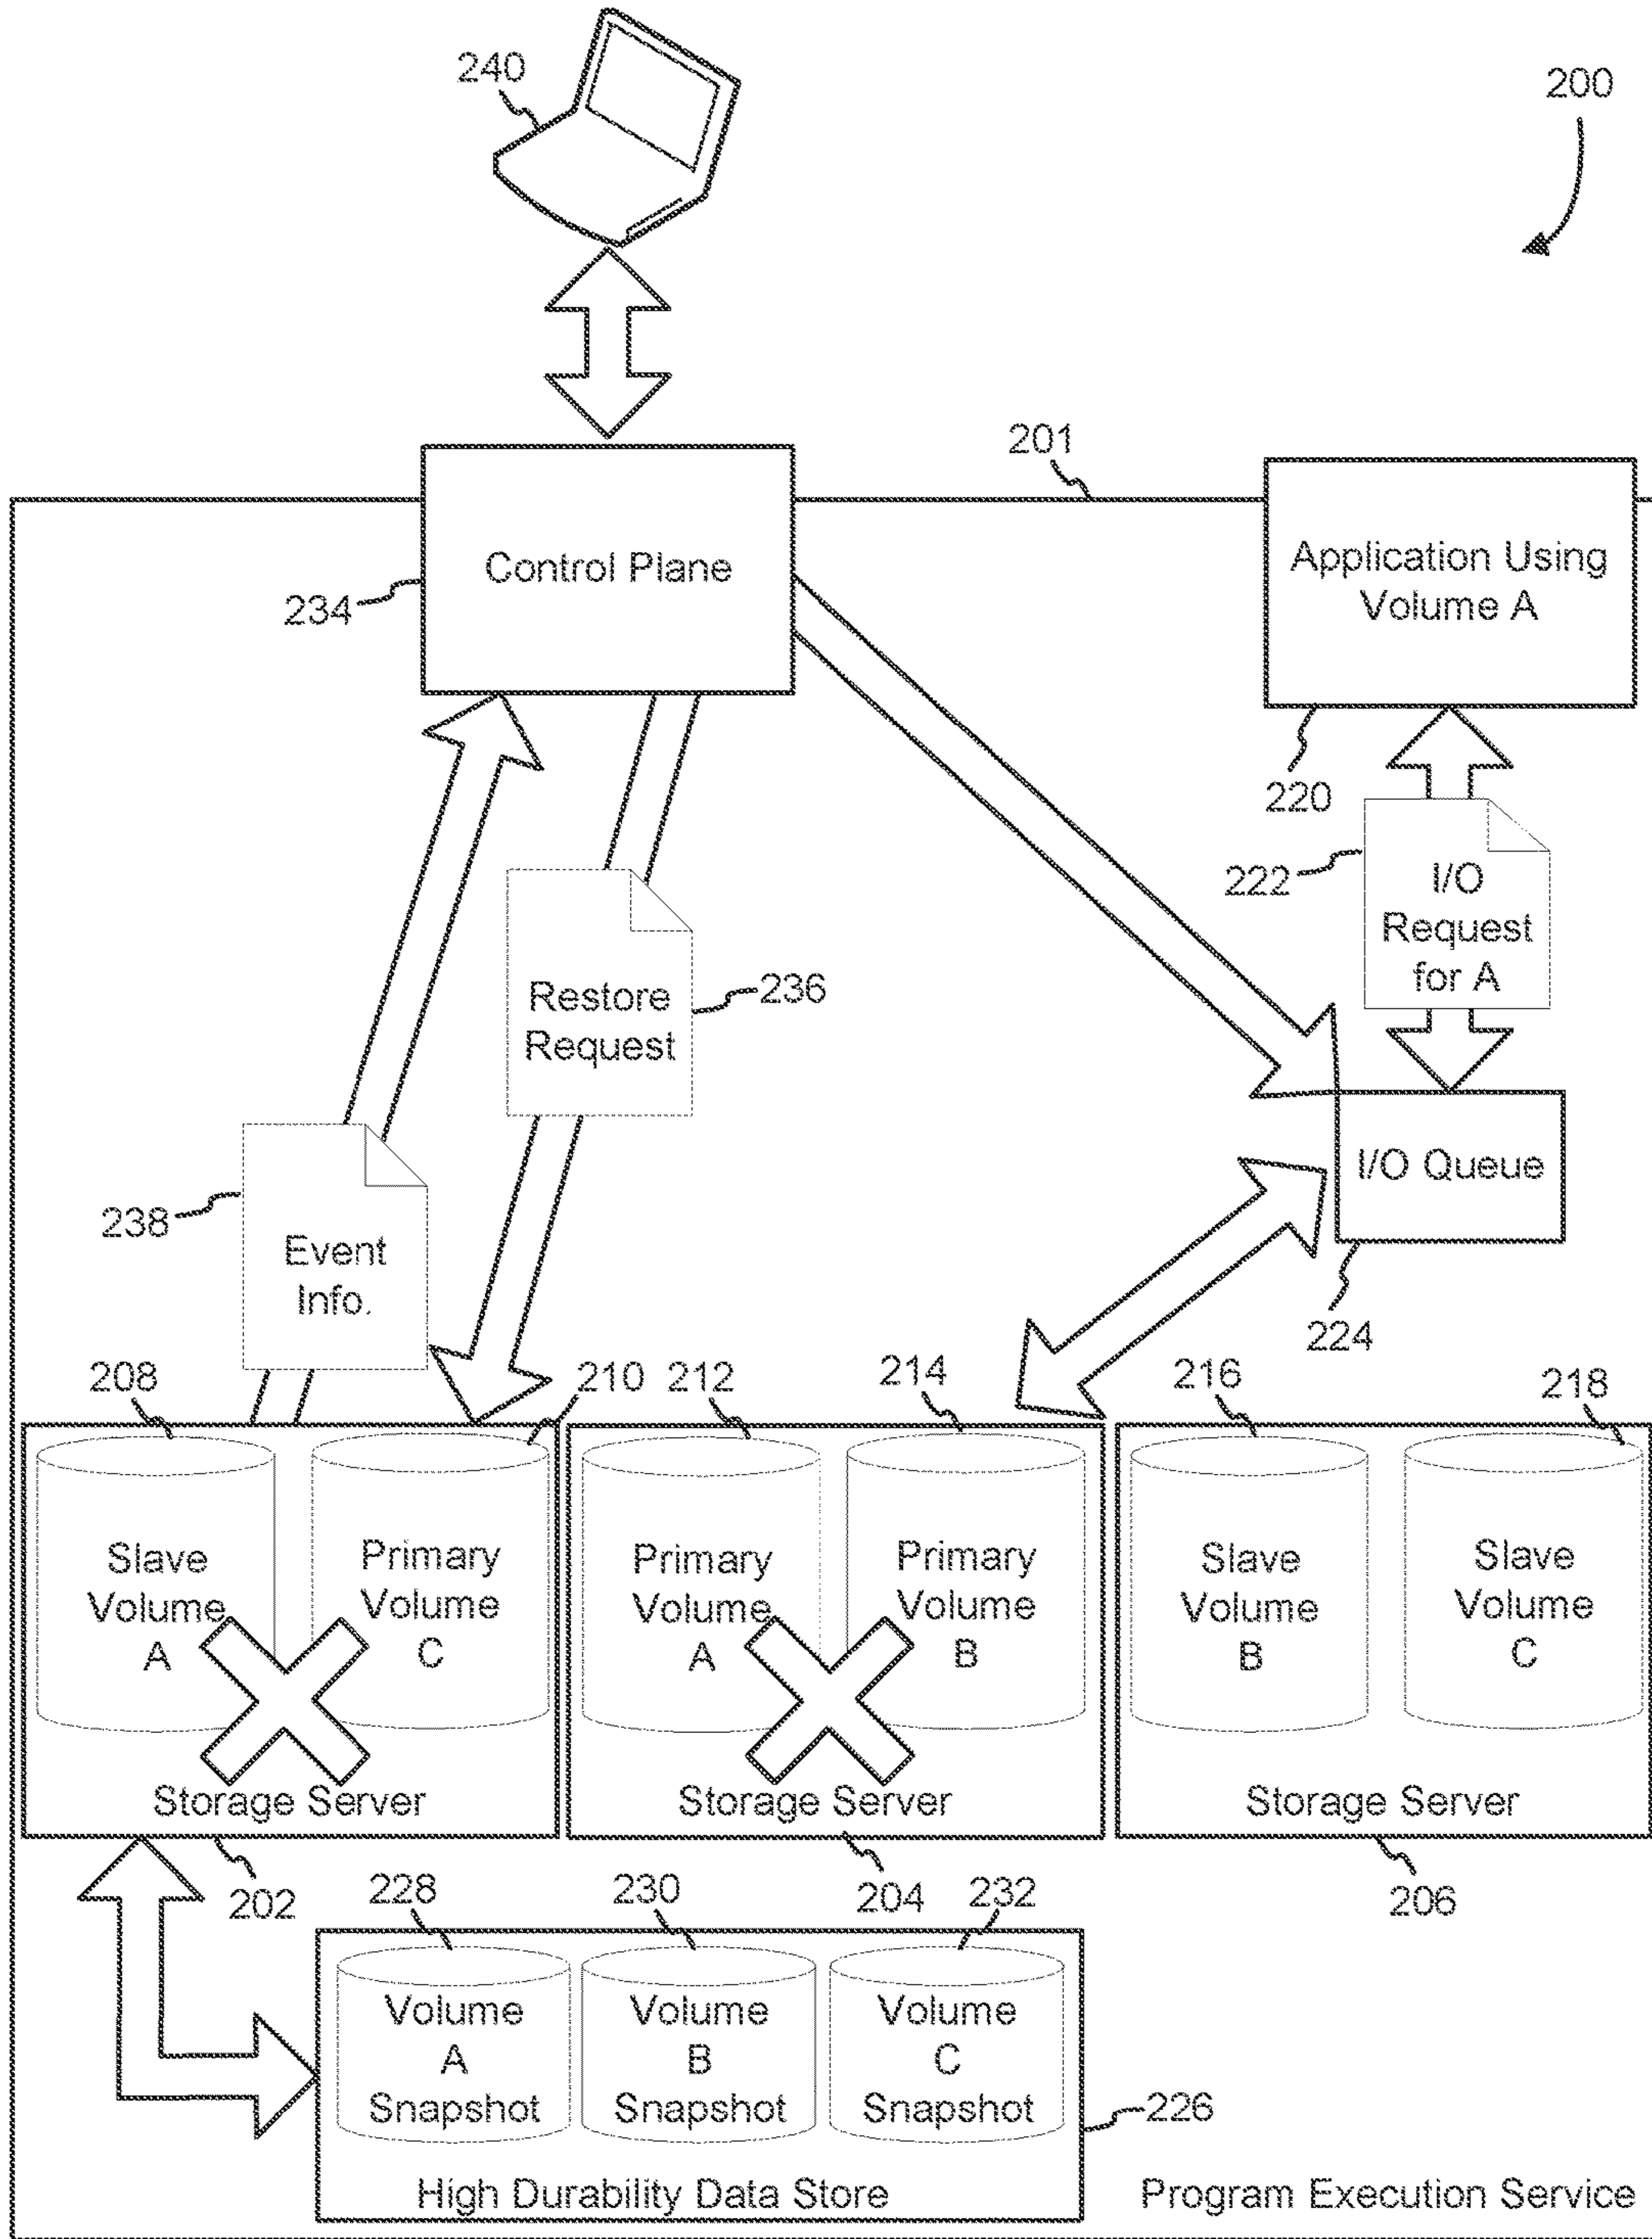 240
200
201
Control Plane
234
Application Using
Volume A
220
222
I/O
Request
for A
Restore
Request
236
238
Event
Info.
I/O Queue
224
208
210
212
214
216
218
Slave
Volume
A
Primary
Volume
C
Primary
Volume
A
Primary
Volume
B
Slave
Volume
B
Slave
Volume
C
Storage Server
Storage Server
Storage Server
202
204
206
228
230
232
Volume
A
Snapshot
Volume
B
Snapshot
Volume
C
Snapshot
226
High Durability Data Store
Program Execution Service